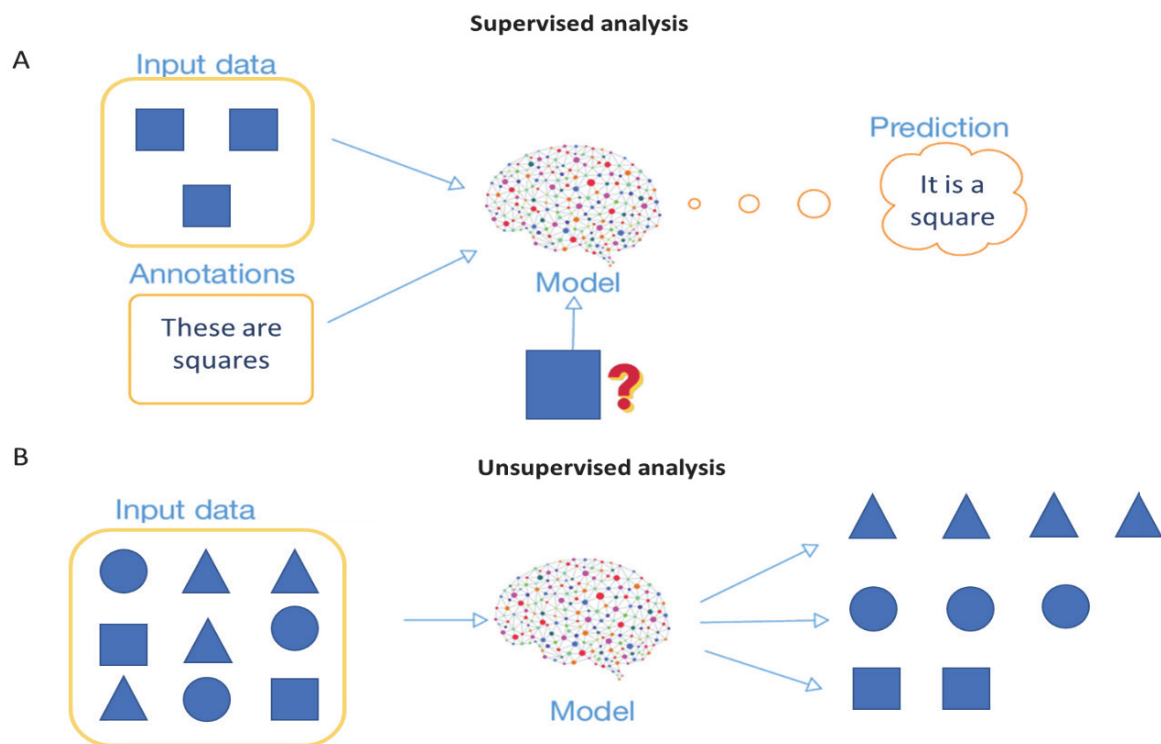 Supervised analysis
A
Input data
Prediction
It is a
square
Annotations
These are
squares
Model
?
B
Unsupervised analysis
Input data
Model